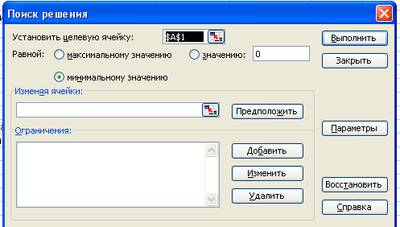 Поиск решения
Установить целевую ячейку: $A$1 Выполнить
Равной: максимальному значению значению: 0 Закрыть
минимальному значению
Изменяя ячейки:
Предположить
Ограничения: Параметры
Добавить
Изменить
Удалить Восстановить
Справка